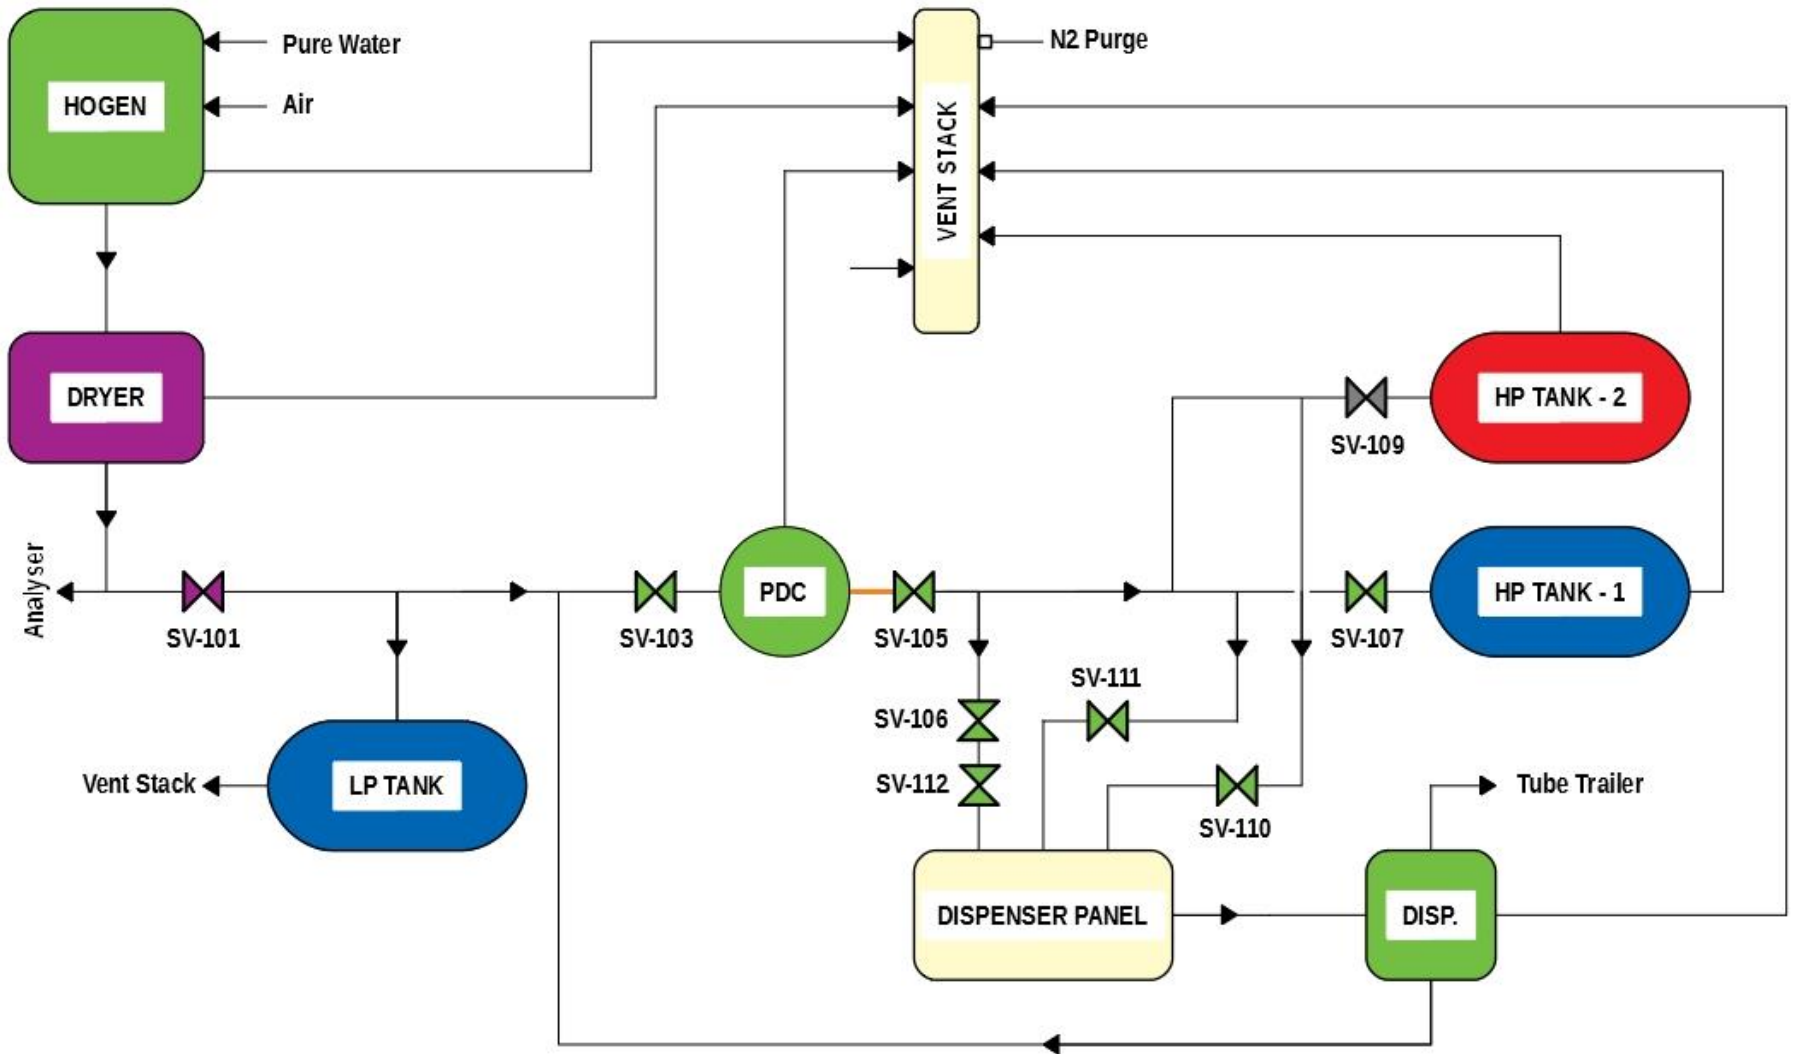 Pure Water
N2 Purge
HOGEN
Air
VENT STACK
DRYER
HP TANK - 2
SV-109
Analyser
PDC
HP TANK - 1
SV-101
SV-103
SV-105
SV-107
SV-111
SV-106
Vent Stack
LP TANK
SV-112
Tube Trailer
SV-110
DISPENSER PANEL
DISP.